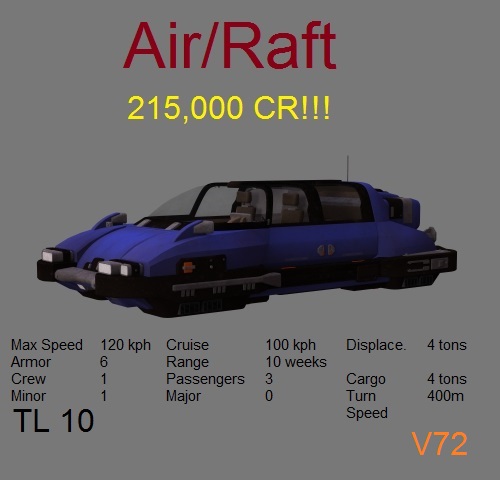 Air/Raft
215,000 CR!!!
Max Speed 120 kph Cruise 100 kph Displace. 4 tons
Armor 6 Range 10 weeks
Crew 1 Passengers 3 Cargo 4 tons
Minor 1 Major 0 Turn 400m
Speed
TL 10
V72